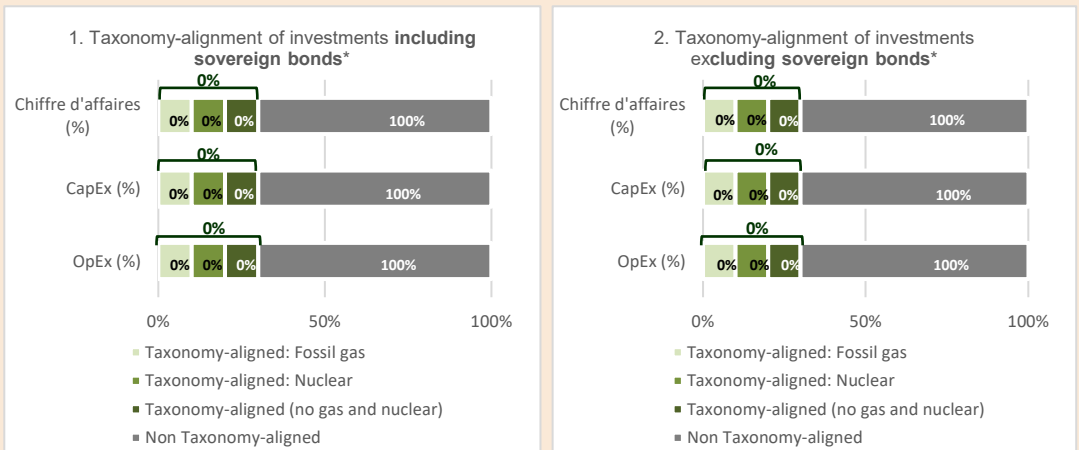 1. Taxonomy-alignment of investments including
sovereign bonds*
0%
Chiffre d'affaires
(%)
0% 0% 0% 100%
0%
CapEx (%)
0% 0% 0% 100%
0%
OpEx (%)
0% 0% 0% 100%
0% 50% 100%
Taxonomy-aligned: Fossil gas
Taxonomy-aligned: Nuclear
Taxonomy-aligned (no gas and nuclear)
Non Taxonomy-aligned
2. Taxonomy-alignment of investments
excluding sovereign bonds*
0%
Chiffre d'affaires
(%)
0% 0% 0% 100%
0%
CapEx (%)
0% 0% 0% 100%
0%
OpEx (%)
0% 0% 0% 100%
0% 50% 100%
Taxonomy-aligned: Fossil gas
Taxonomy-aligned: Nuclear
Taxonomy-aligned (no gas and nuclear)
Non Taxonomy-aligned